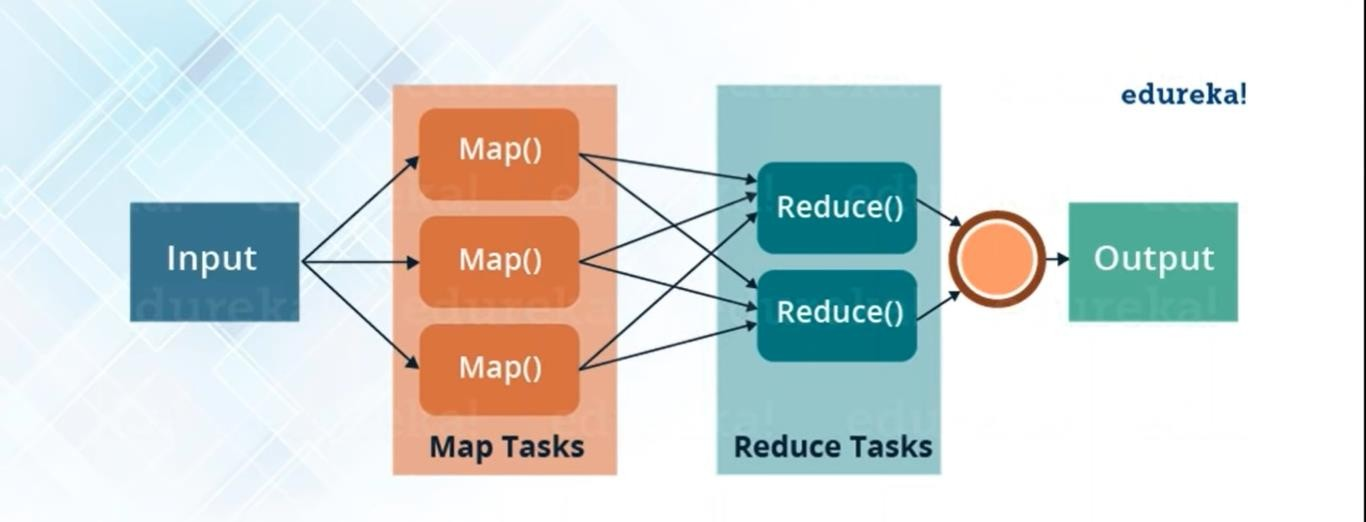 edureka!
Input
Map()
Map()
Map()
Map Tasks
Reduce()
Reduce()
Reduce Tasks
Output